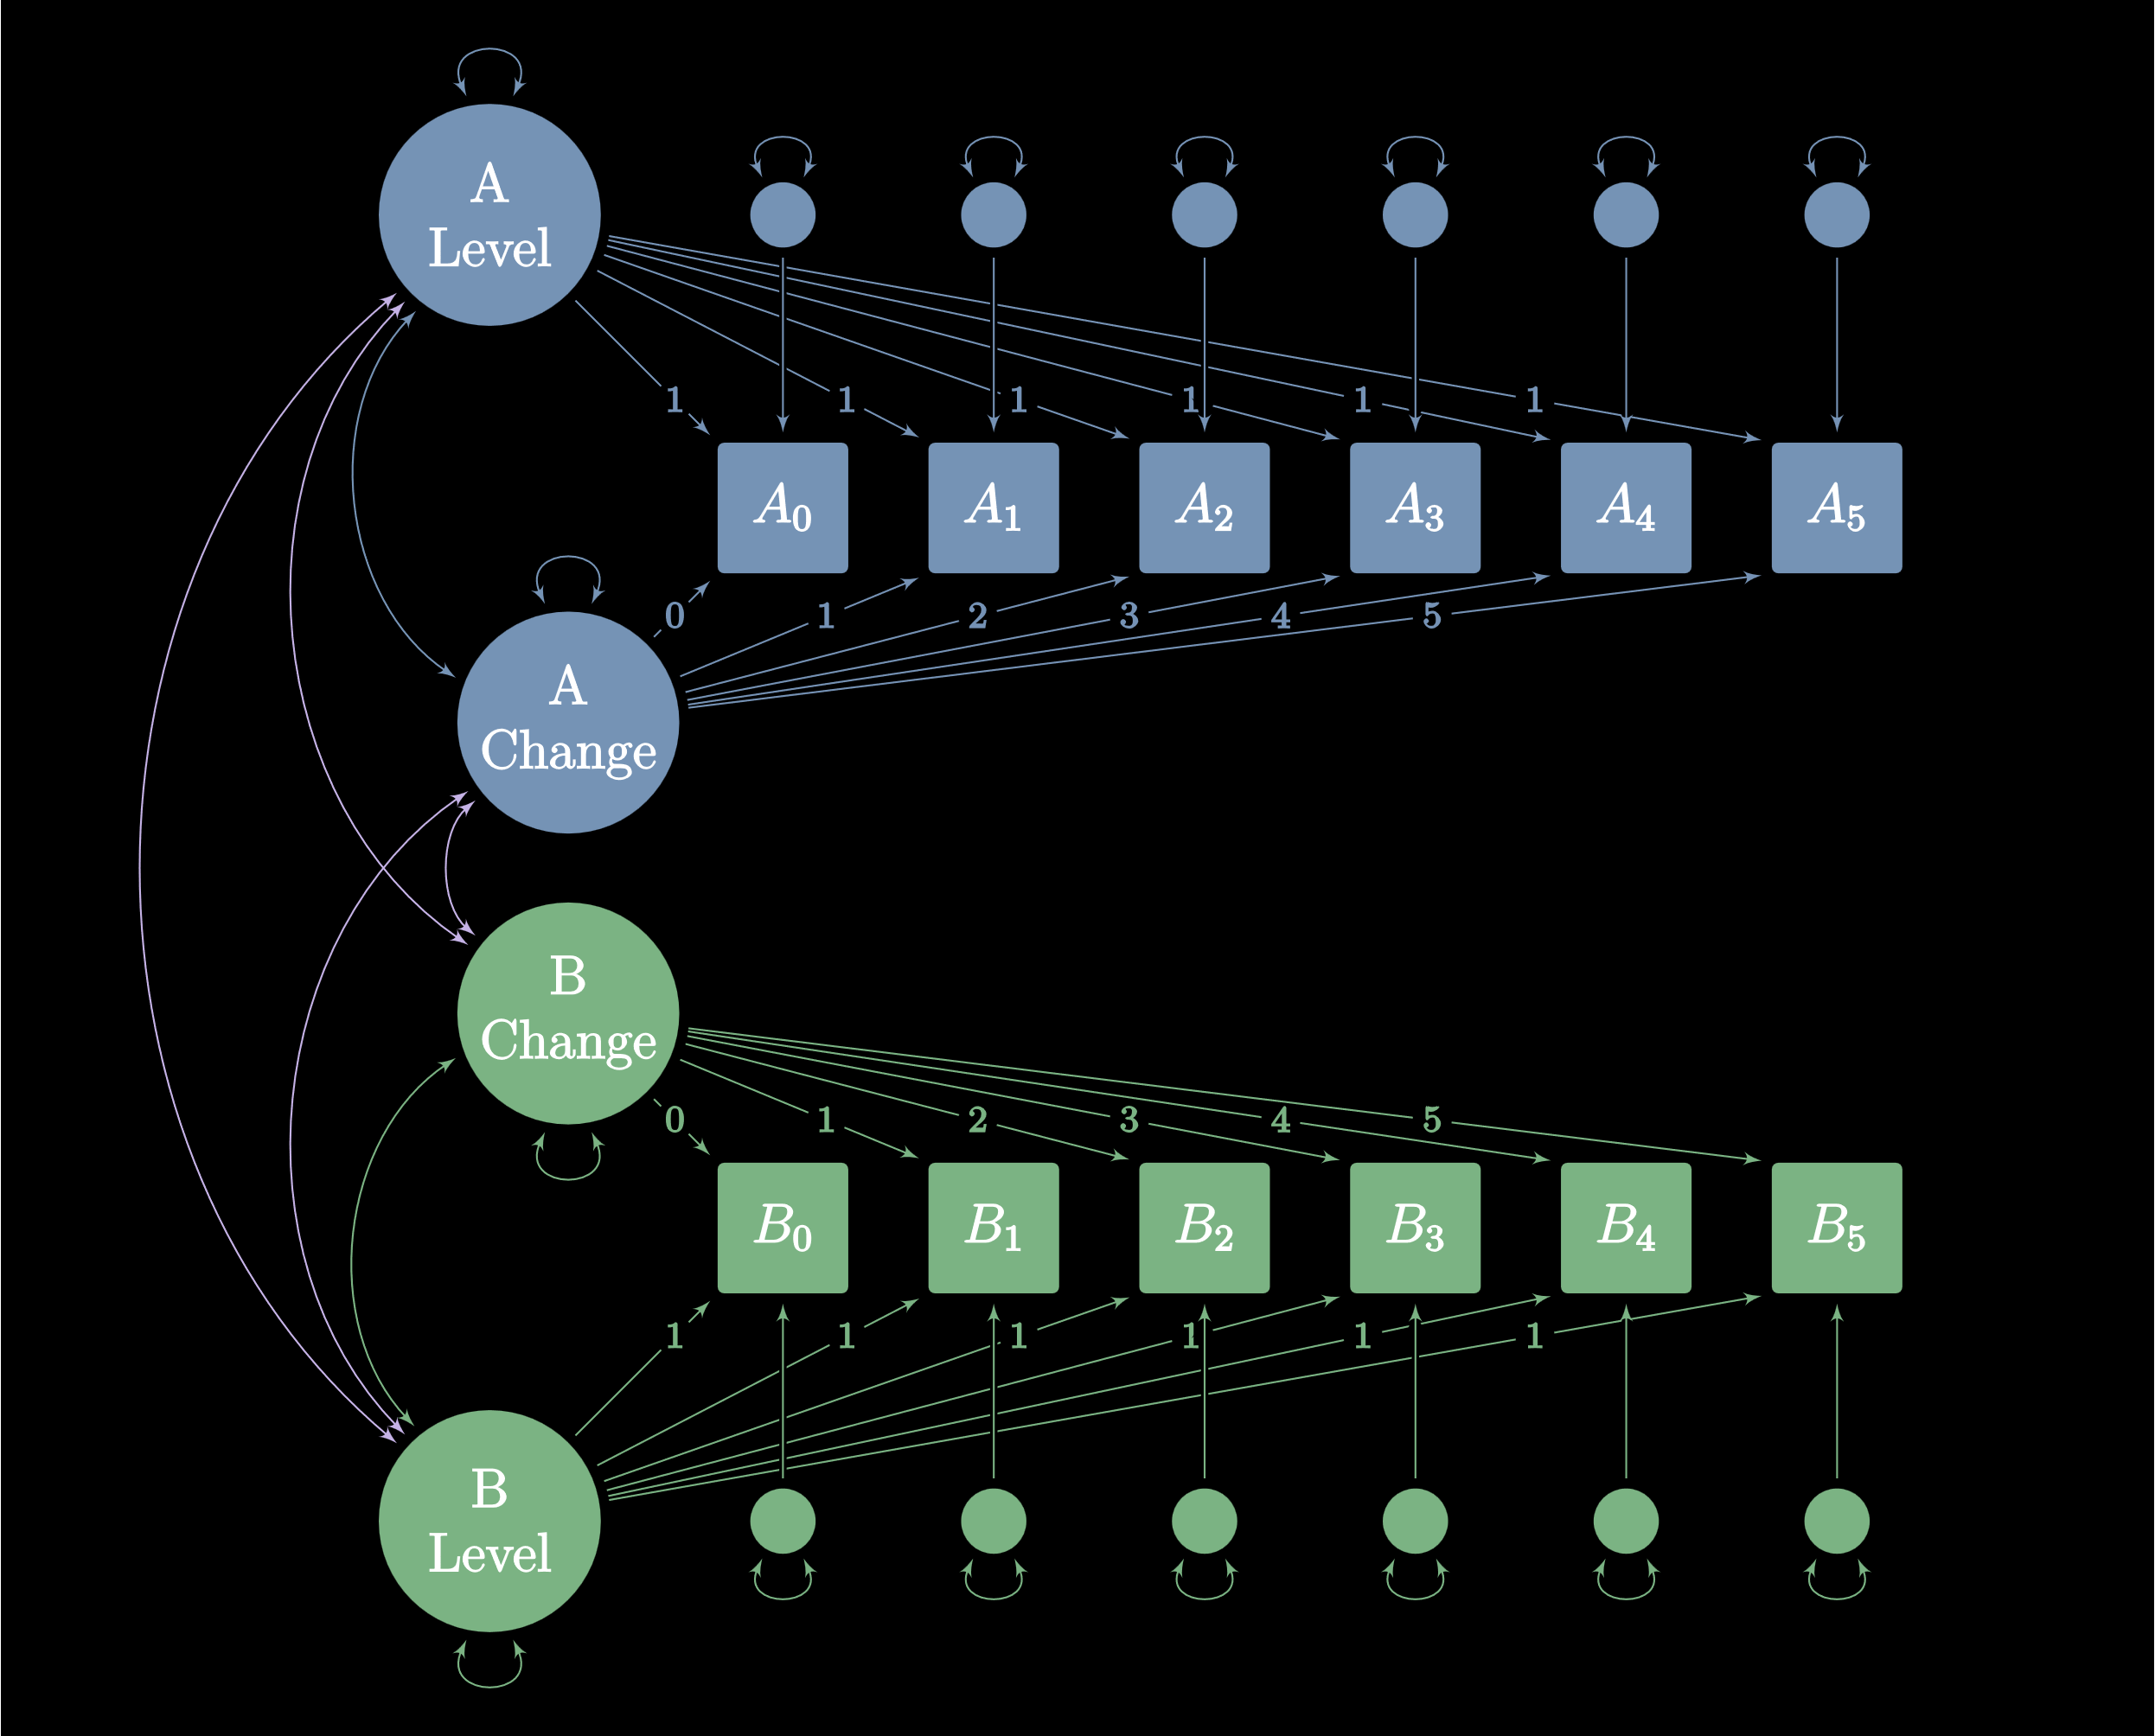 A
Level
1 1 1 1 1 1
A₀ A₁ A₂ A₃ A₄ A₅
0 1 2 3 4 5
A
Change
B
Change
0 1 2 3 4 5
B₀ B₁ B₂ B₃ B₄ B₅
1 1 1 1 1 1
B
Level